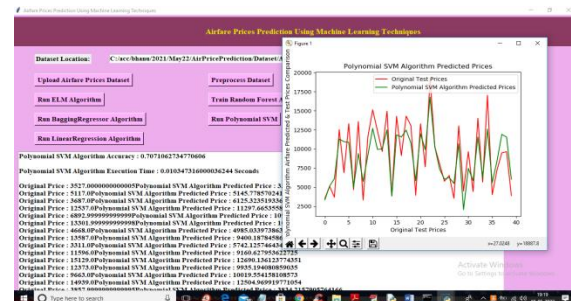 Airfare Prices Prediction Using Machine Learning Techniques
Airfare Prices Prediction Using Machine Learning Techniques
Dataset Location: C:/acc/bhanu/2021/May22/AirPricePrediction/Dataset/A
Upload Airfare Prices Dataset
Preprocess Dataset
Run ELM Algorithm
Train Random Forest A
Run BaggingRegressor Algorithm
Run Polynomial SVM
Run LinearRegression Algorithm
Polynomial SVM Algorithm Accuracy : 0.7071062734770606
Polynomial SVM Algorithm Execution Time : 0.010347316000036244 Seconds
Original Price : 3527.0000000000005Polynomial SVM Algorithm Predicted Price : 3
Original Price : 5117.0Polynomial SVM Algorithm Predicted Price : 5145.77857024
Original Price : 3687.0Polynomial SVM Algorithm Predicted Price : 6125.323519336
Original Price : 12537.0Polynomial SVM Algorithm Predicted Price : 11297.6653558
Original Price : 6892.999999999999Polynomial SVM Algorithm Predicted Price : 10
Original Price : 13301.999999999998Polynomial SVM Algorithm Predicted Price : 1
Original Price : 4668.0Polynomial SVM Algorithm Predicted Price : 4985.033973863
Original Price : 13587.0Polynomial SVM Algorithm Predicted Price : 9400.18784586
Original Price : 3311.0Polynomial SVM Algorithm Predicted Price : 5742.125746434
Original Price : 11596.0Polynomial SVM Algorithm Predicted Price : 9160.627953622725
Original Price : 15129.0Polynomial SVM Algorithm Predicted Price : 12690.136123774351
Original Price : 12373.0Polynomial SVM Algorithm Predicted Price : 9935.194080859035
Original Price : 9663.0Polynomial SVM Algorithm Predicted Price : 10019.554158108573
Original Price : 14939.0Polynomial SVM Algorithm Predicted Price : 12504.969919771054
Figure 1
Polynomial SVM Algorithm Predicted Prices
Original Test Prices
Polynomial SVM Algorithm Predicted Prices
20000
17500
15000
12500
10000
7500
5000
2500
0 5 10 15 20 25 30 35 40
Original Test Prices
Polynomial SVM Algorithm Airfare Predicted & Test Prices Comparison
Activate Windows
Go to Settings to activate Windows.
Type here to search